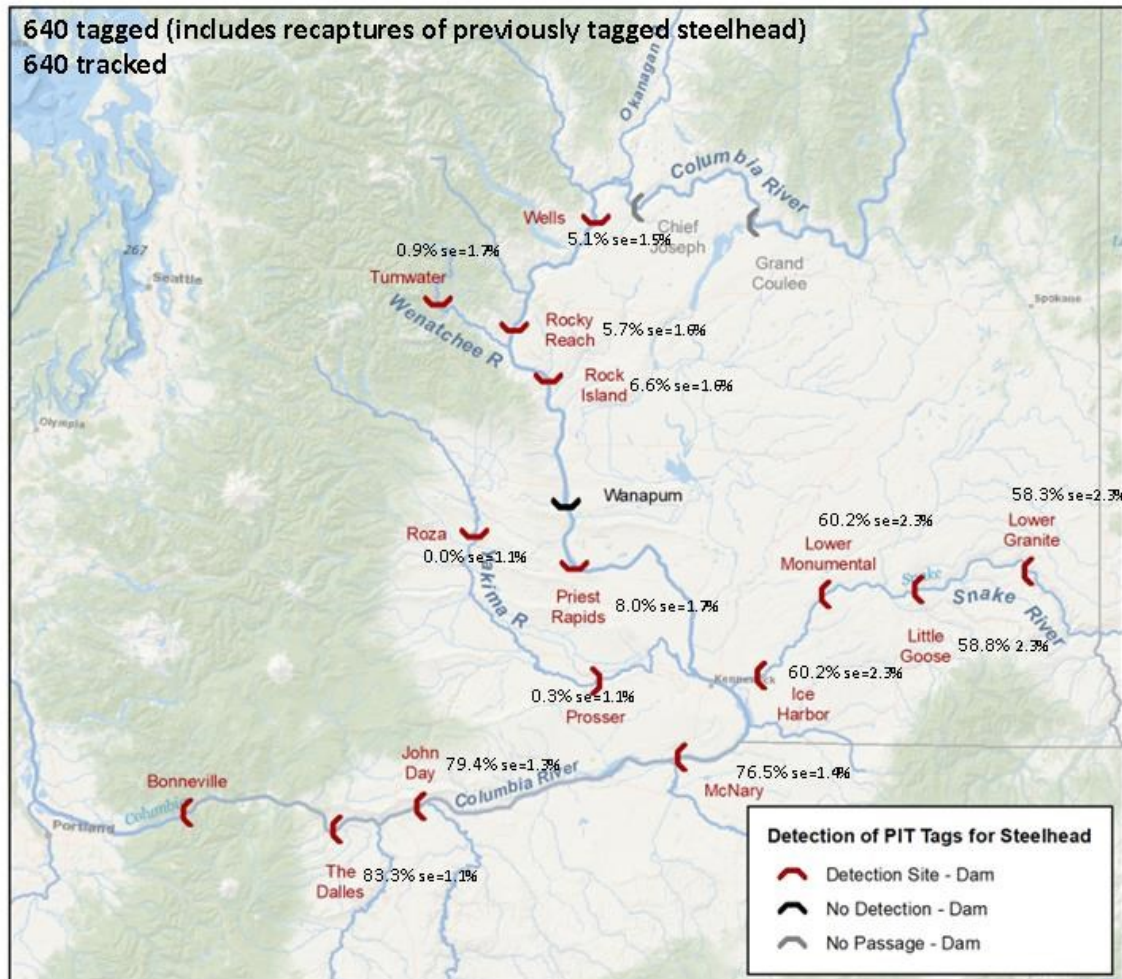 640 tagged (includes recaptures of previously tagged steelhead)
640 tracked
Okanagan
Columbia River
Wells
5.1% se=1.5%
Chief
Joseph
Grand
Coulee
267
Seattle
Spokane
0.9% se=1.7%
Tumwater
Wenatchee R
Rocky
Reach
5.7% se=1.6%
Rock
Island
6.6% se=1.6%
Olympia
Wanapum
58.3% se=2.3%
60.2% se=2.3%
Lower
Granite
Lower
Monumental
Roza
0.0% se=1.1%
Yakima R
Priest
Rapids
8.0% se=1.7%
Snake
Snake River
Little
Goose
58.8% 2.3%
Kennewick
60.2% se=2.3%
Ice
Harbor
0.3% se=1.1%
Prosser
John
Day
79.4% se=1.3%
Columbia River
76.5% se=1.4%
McNary
Bonneville
Columbia
Portland
The
Dalles
83.3% se=1.1%
Detection of PIT Tags for Steelhead
Detection Site - Dam
No Detection - Dam
No Passage - Dam